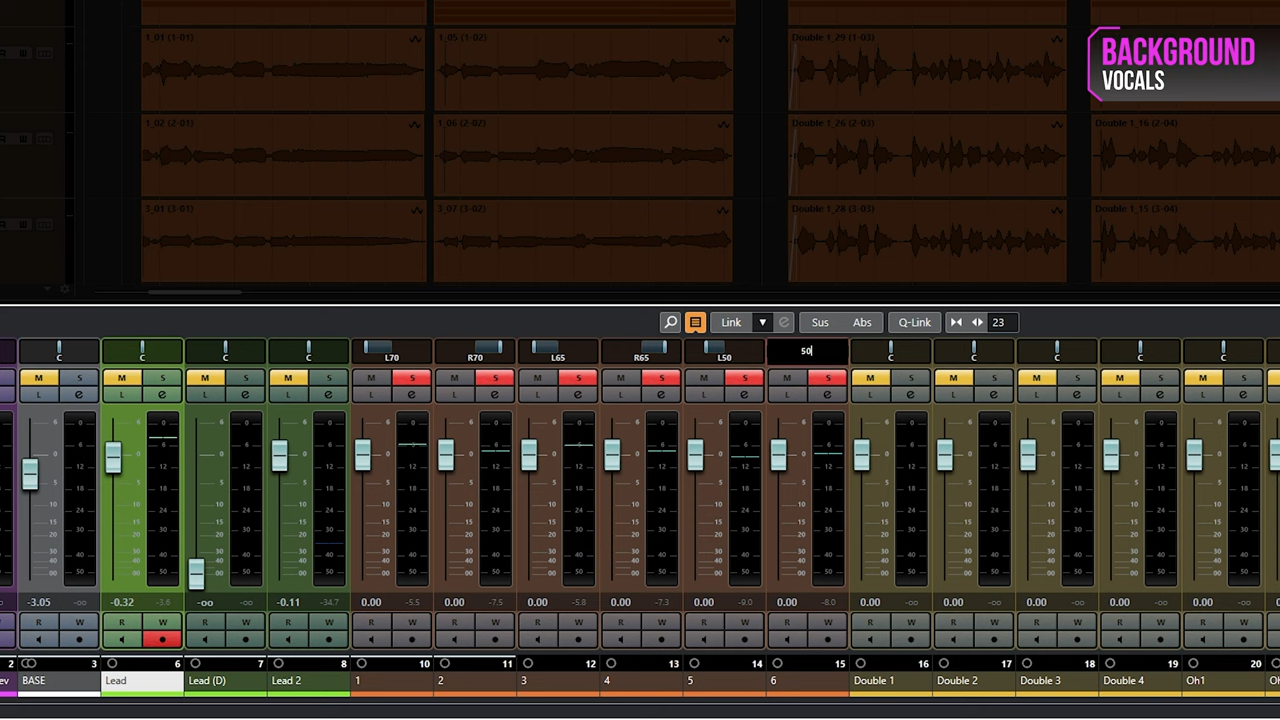 BACKGROUND
VOCALS
1_01 (1-01)
1_05 (1-02)
Double 1_29 (1-03)
1_02 (2-01)
1_06 (2-02)
Double 1_26 (2-03)
Double 1_16 (2-04)
3_01 (3-01)
3_07 (3-02)
Double 1_28 (3-03)
Double 1_15 (3-04)
Link Sus Abs Q-Link 23
C C C C L70 R70 L65 R65 L50 50 C C C C C
M S M S M S M S M S M S M S M S M S M S M S M S M S M S M S
L e L e L e L e L e L e L e L e L e L e L e L e L e L e L e
-3.05 -oo -0.32 -3.6 -oo -oo -0.11 -34.7 0.00 -5.5 0.00 -7.5 0.00 -5.8 0.00 -7.3 0.00 -9.0 0.00 -8.0 0.00 -oo 0.00 -oo 0.00 -oo 0.00 -oo 0.00 -oo
R W R W R W R W R W R W R W R W R W R W R W R W R W R W R W
2 3 6 7 8 10 11 12 13 14 15 16 17 18 19 20
BASE Lead Lead (D) Lead 2 1 2 3 4 5 6 Double 1 Double 2 Double 3 Double 4 Oh1